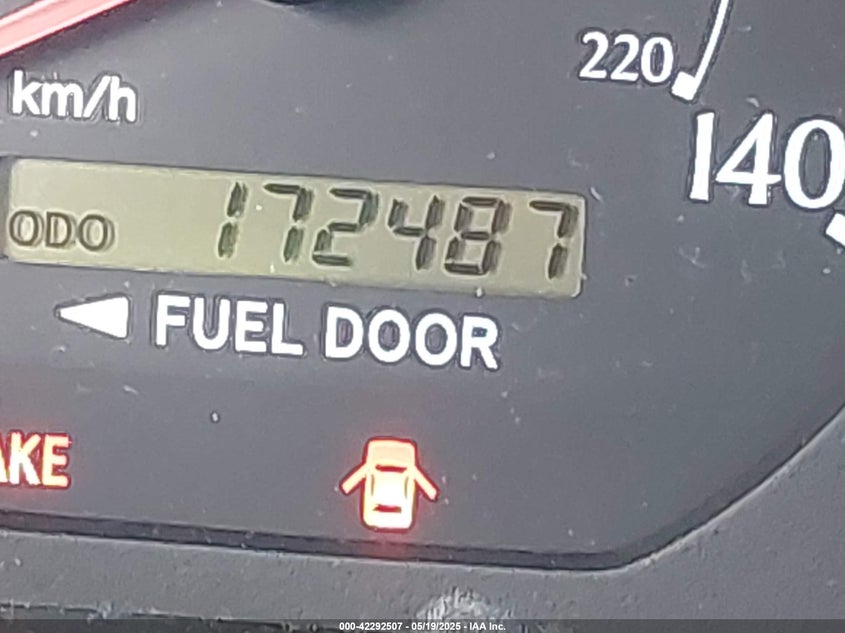 220
km/h
140
ODO 172487
FUEL DOOR
AKE
000-42292507 - 05/19/2025 - IAA Inc.